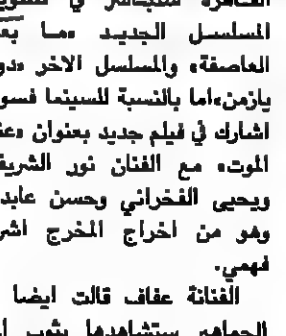 القاهرة
المسلسل الجديد «ما بعد
العاصفة» والمسلسل الاخر «دو
يازمن»،اما بالنسبة للسينما فسو
اشارك في فيلم جديد بعنوان «عن
الموت» مع الفنان نور الشريف
ويحيى الفخراني وحسن عابد
وهو من اخراج المخرج اشر
فهمي.
الفنانة عفاف قالت ايضا
الجماهير ستشاهدها بثوب